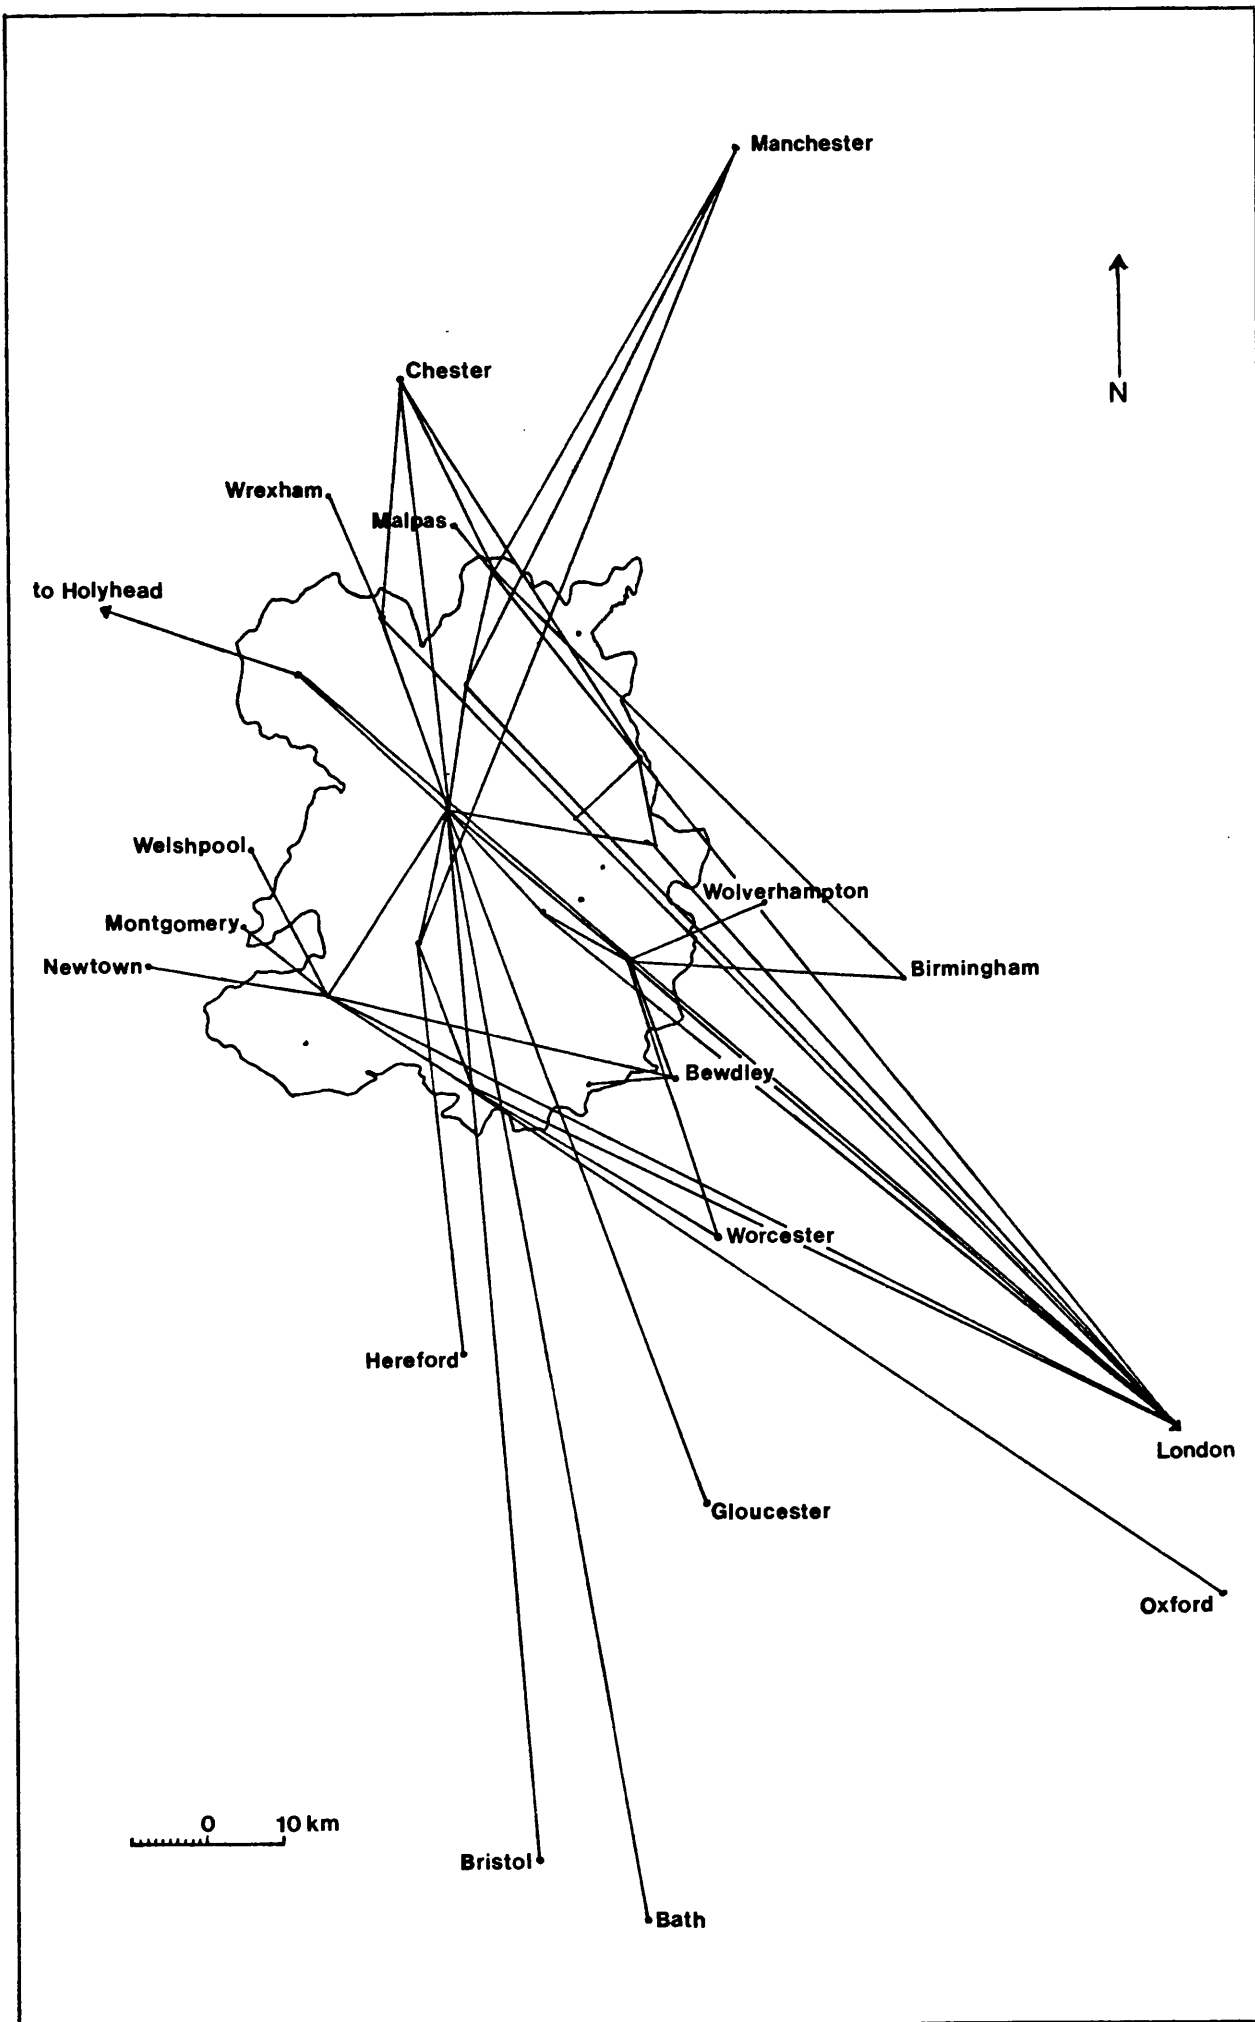 Manchester
Chester
N
Wrexham
Malpas
to Holyhead
Welshpool
Wolverhampton
Montgomery
Newtown
Birmingham
Bewdley
Worcester
Hereford
London
Gloucester
Oxford
0 10 km
Bristol
Bath